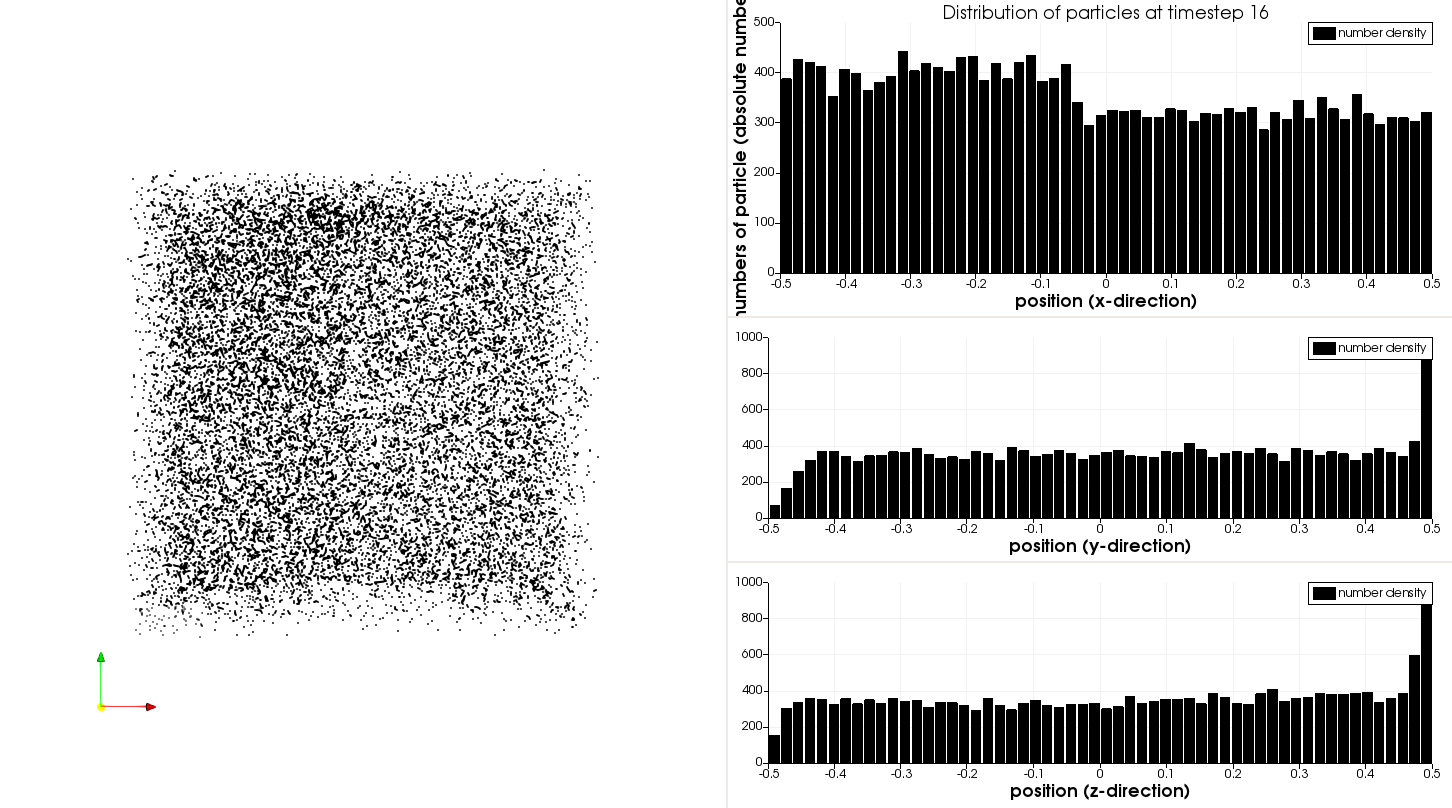 Distribution of particles at timestep 16
numbers of particle (absolute numbe
500
400
300
200
100
0
number density
-0.5 -0.4 -0.3 -0.2 -0.1 0 0.1 0.2 0.3 0.4 0.5
position (x-direction)
1000
800
600
400
200
0
number density
-0.5 -0.4 -0.3 -0.2 -0.1 0 0.1 0.2 0.3 0.4 0.5
position (y-direction)
1000
800
600
400
200
0
number density
-0.5 -0.4 -0.3 -0.2 -0.1 0 0.1 0.2 0.3 0.4 0.5
position (z-direction)